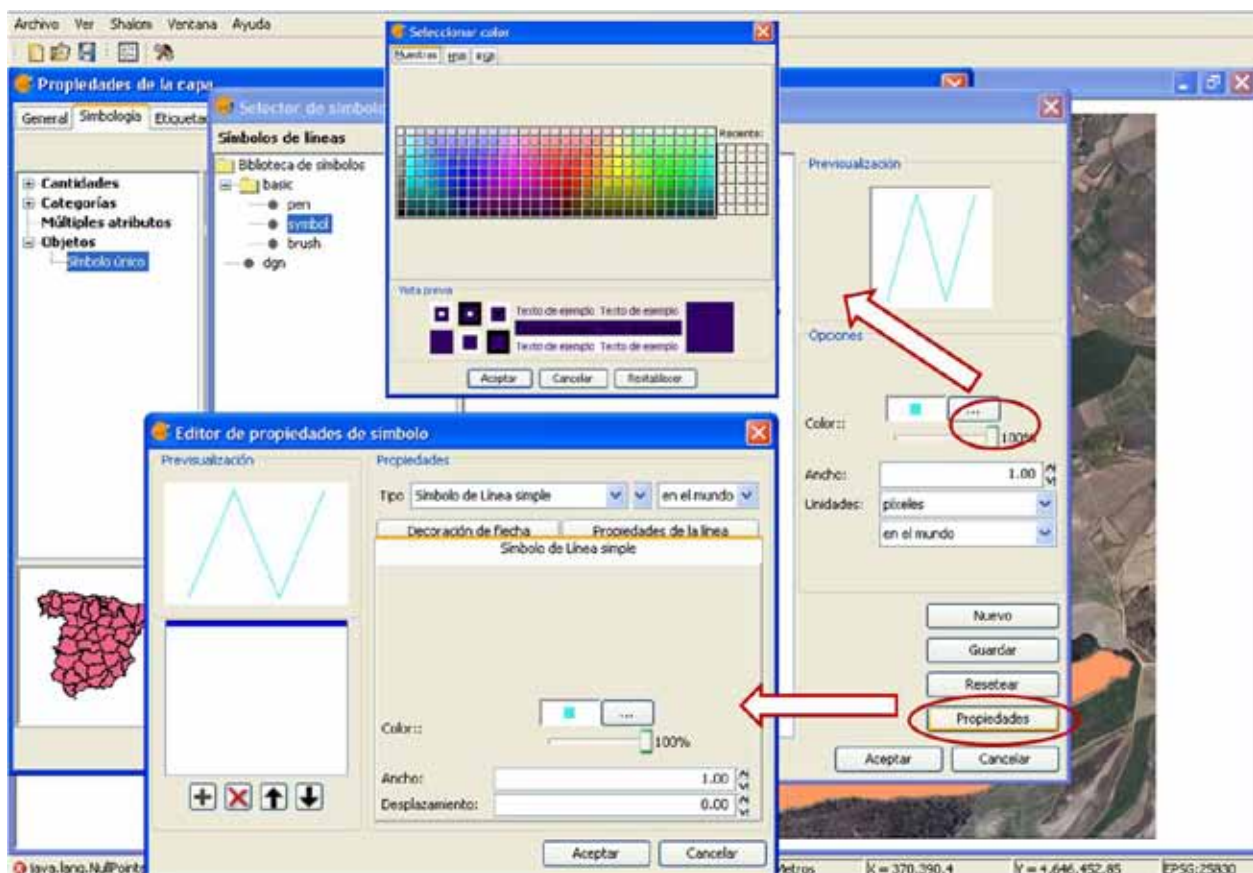 Archivo Ver Shalom Ventana Ayuda
Propiedades de la capa
General Simbología Etiquetas
Cantidades
Categorías
Múltiples atributos
Objetos
Símbolo único
Selector de símbolo
Símbolos de líneas
Biblioteca de símbolos
basic
pen
symbol
brush
dgn
Seleccionar color
Muestras HSB RGB
Reciente:
Vista previa
Texto de ejemplo Texto de ejemplo
Texto de ejemplo Texto de ejemplo
Aceptar Cancelar Restablecer
Previsualización
Opciones
Color::
...
100%
Ancho: 1.00
Unidades: píxeles
en el mundo
Nuevo
Guardar
Resetear
Propiedades
Aceptar Cancelar
Editor de propiedades de símbolo
Previsualización
Propiedades
Tipo Símbolo de Línea simple en el mundo
Decoración de flecha Propiedades de la línea
Símbolo de Línea simple
Color::
...
100%
Ancho: 1.00
Desplazamiento: 0.00
Aceptar Cancelar
java.lang.NullPointe
Metros X = 370.390,4 Y = 4.646.452,85 EPSG:25830